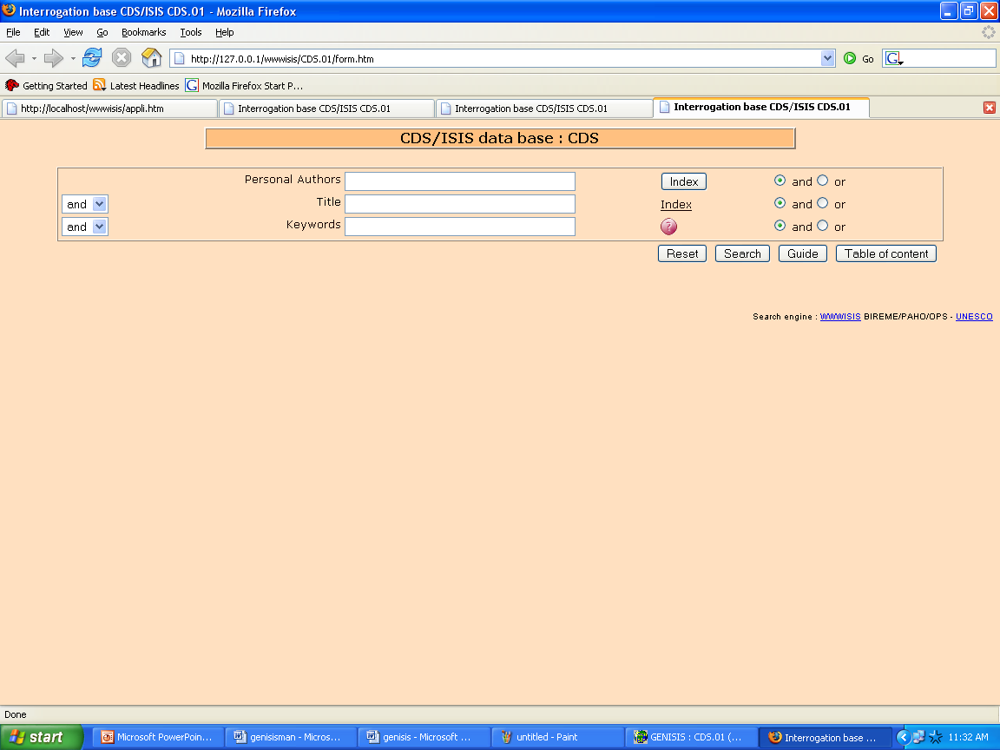 Interrogation base CDS/ISIS CDS.01 - Mozilla Firefox
File Edit View Go Bookmarks Tools Help
http://127.0.0.1/wwwisis/CDS.01/form.htm Go G
Getting Started Latest Headlines G Mozilla Firefox Start P...
http://localhost/wwwisis/appli.htm Interrogation base CDS/ISIS CDS.01 Interrogation base CDS/ISIS CDS.01 Interrogation base CDS/ISIS CDS.01
CDS/ISIS data base : CDS
Personal Authors Index and or
and Title Index and or
and Keywords ? and or
Reset Search Guide Table of content
Search engine : WWWISIS BIREME/PAHO/OPS - UNESCO
Done
start Microsoft PowerPoin... genisisman - Micros... genisis - Microsoft ... untitled - Paint GENISIS : CDS.01 (... Interrogation base ... 11:32 AM